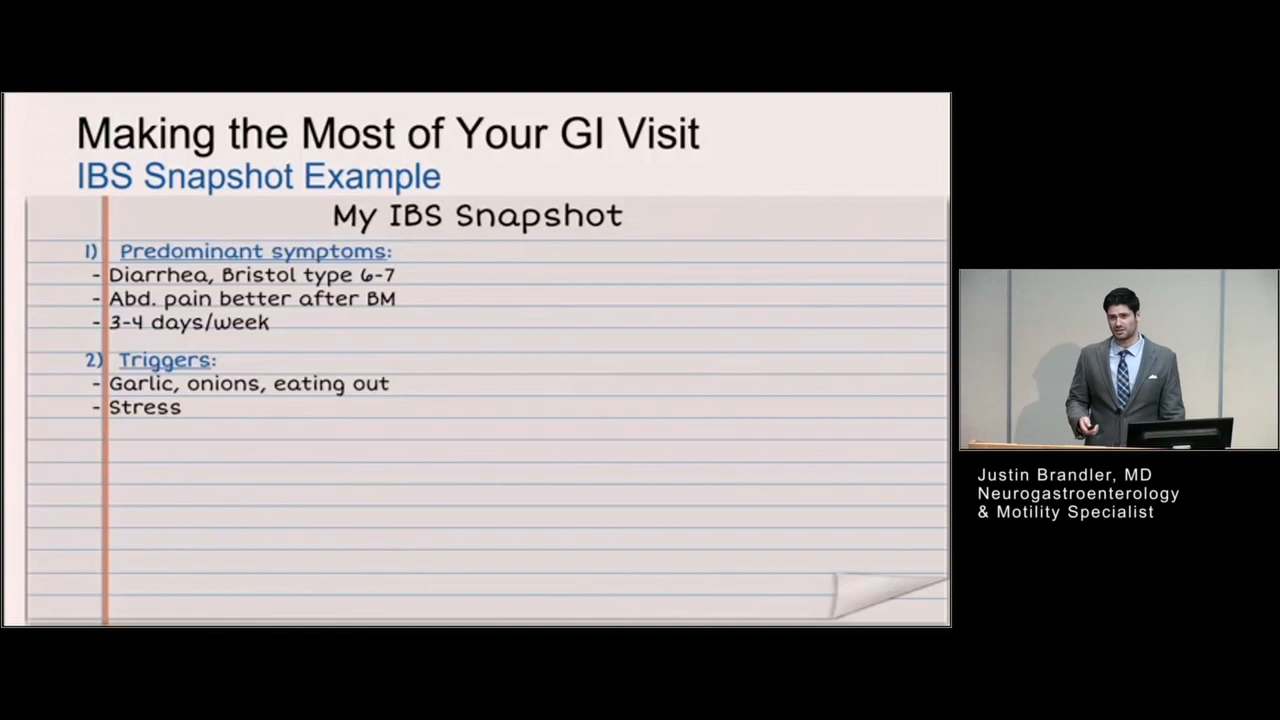 Making the Most of Your GI Visit
IBS Snapshot Example
My IBS Snapshot
1) Predominant symptoms:
- Diarrhea, Bristol type 6-7
- Abd. pain better after BM
- 3-4 days/week
2) Triggers:
- Garlic, onions, eating out
- Stress
Justin Brandler, MD
Neurogastroenterology
& Motility Specialist